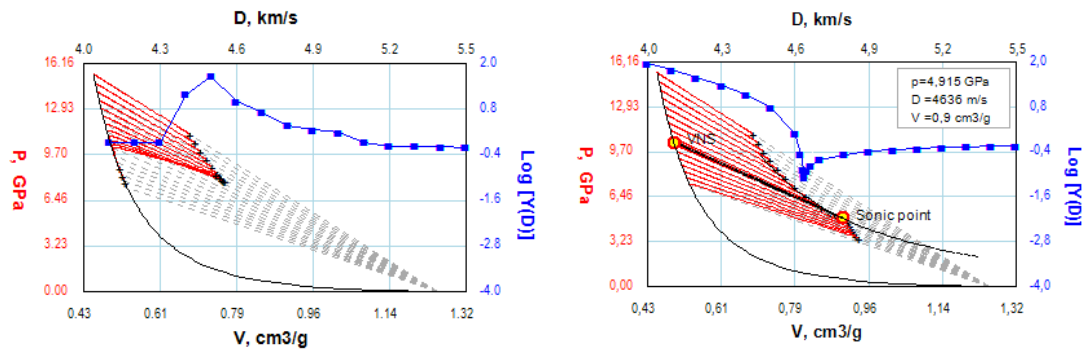 D, km/s
4.0 4.3 4.6 4.9 5.2 5.5
16.16
12.93
9.70
6.46
3.23
0.00
P, GPa
2.0
0.8
-0.4
-1.6
-2.8
-4.0
Log [Y(D)]
0.43 0.61 0.79 0.96 1.14 1.32
V, cm3/g
D, km/s
4,0 4,3 4,6 4,9 5,2 5,5
16,16
12,93
9,70
6,46
3,23
0,00
P, GPa
p=4,915 GPa
D =4636 m/s
V =0,9 cm3/g
VNS
Sonic point
2,0
0,8
-0,4
-1,6
-2,8
-4,0
Log [Y(D)]
0,43 0,61 0,79 0,96 1,14 1,32
V, cm3/g